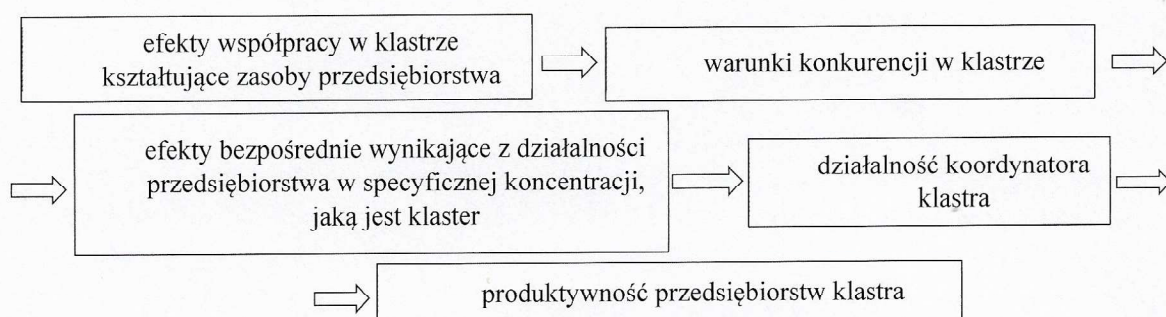 efekty współpracy w klastrze
kształtujące zasoby przedsiębiorstwa
warunki konkurencji w klastrze
efekty bezpośrednie wynikające z działalności
przedsiębiorstwa w specyficznej koncentracji,
jaką jest klaster
działalność koordynatora
klastra
produktywność przedsiębiorstw klastra